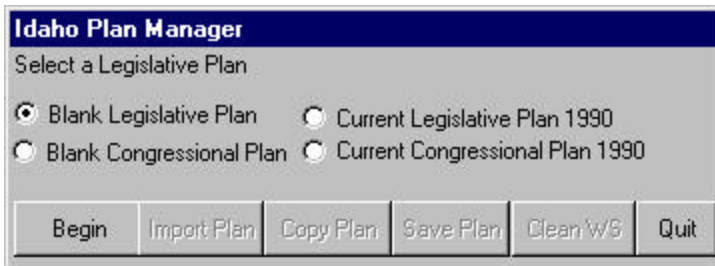 Idaho Plan Manager
Select a Legislative Plan
Blank Legislative Plan Current Legislative Plan 1990
Blank Congressional Plan Current Congressional Plan 1990
Begin Import Plan Copy Plan Save Plan Clean WS Quit